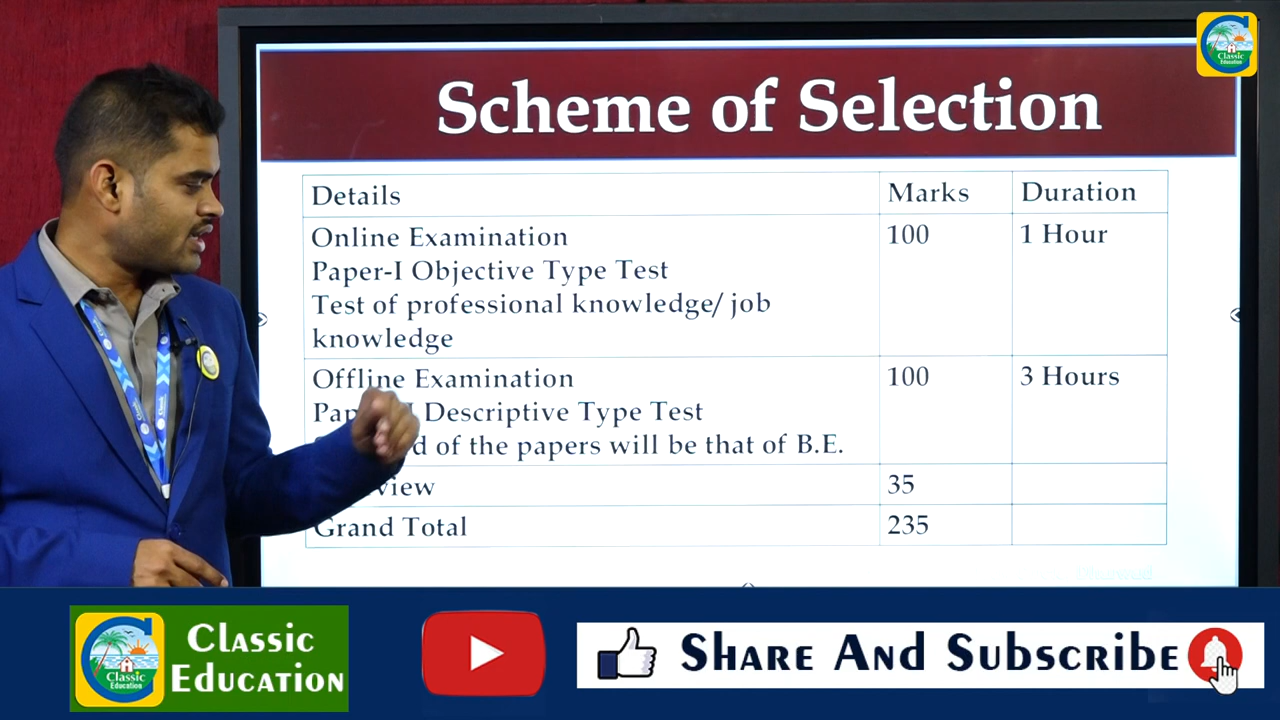 Classic
Education
Scheme of Selection
Details Marks Duration
Online Examination 100 1 Hour
Paper-I Objective Type Test
Test of professional knowledge/ job
knowledge
Offline Examination 100 3 Hours
Descriptive Type Test
of the papers will be that of B.E.
35
Grand Total 235
Classic
Education
Classic
Education
Share And Subscribe